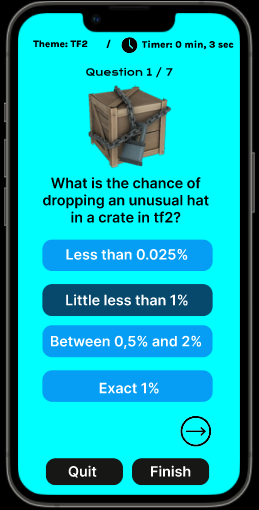 Theme: TF2 / Timer: 0 min, 3 sec
Question 1 / 7
What is the chance of
dropping an unusual hat
in a crate in tf2?
Less than 0.025%
Little less than 1%
Between 0,5% and 2%
Exact 1%
Quit Finish